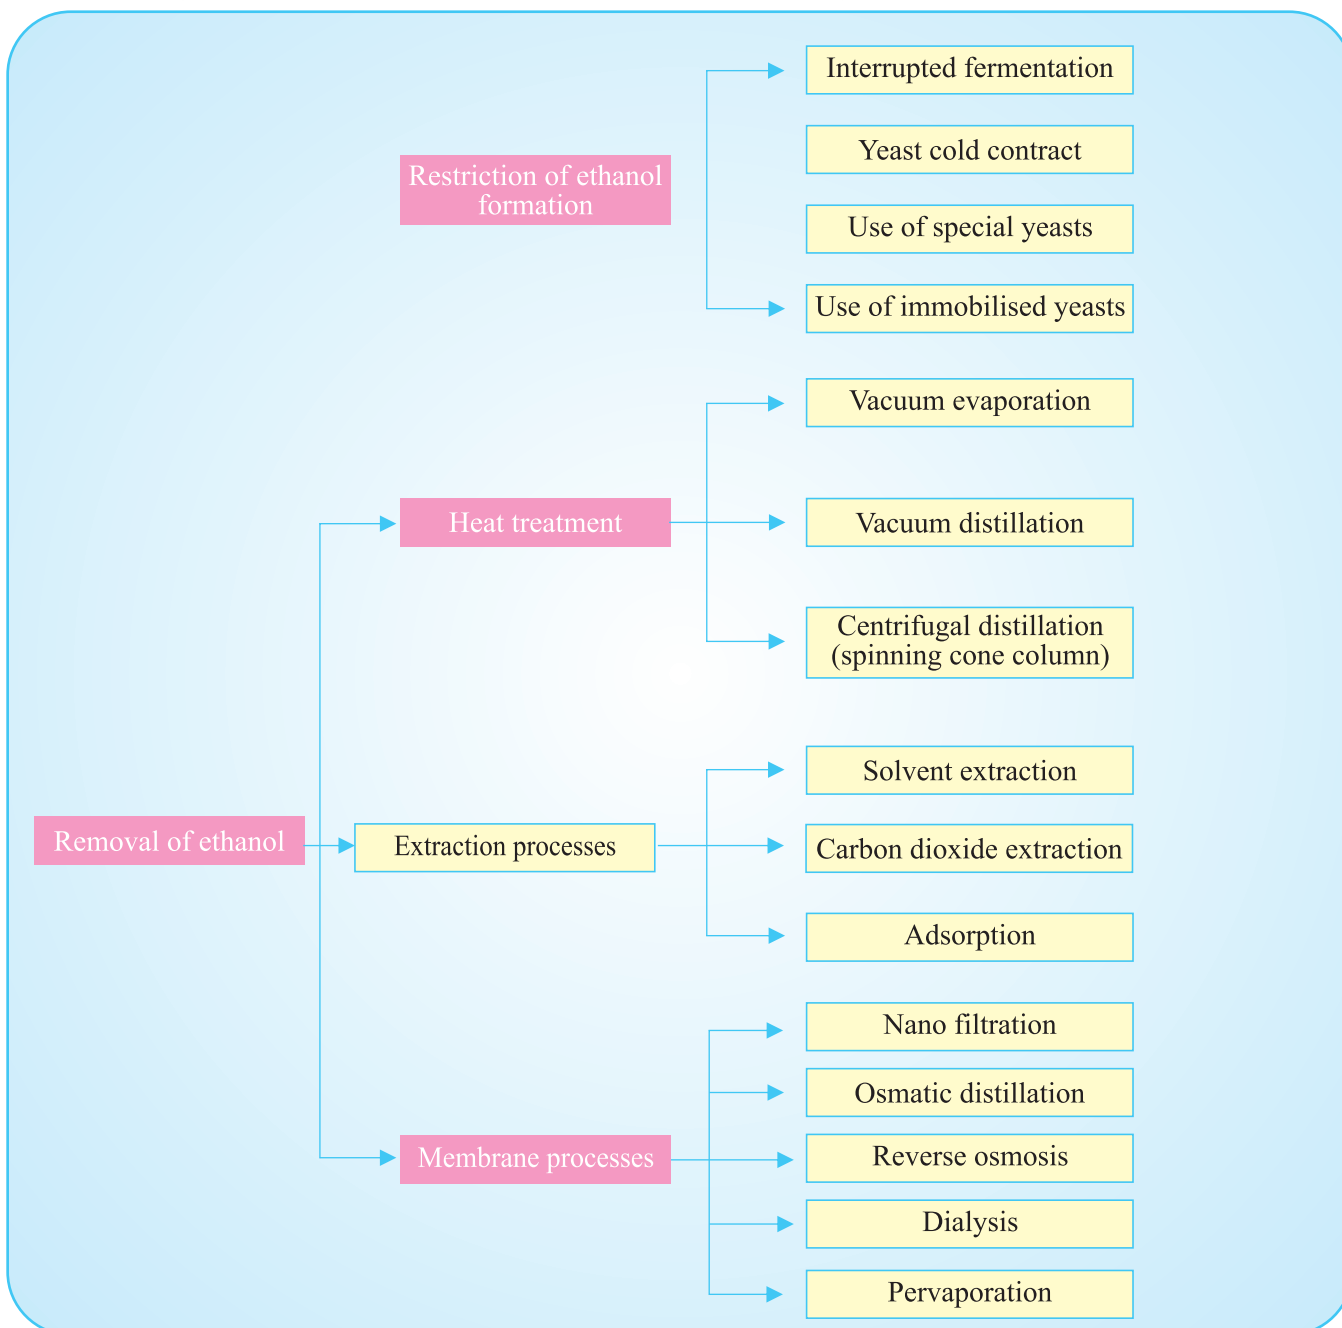 Interrupted fermentation
Yeast cold contract
Restriction of ethanol
formation
Use of special yeasts
Use of immobilised yeasts
Vacuum evaporation
Heat treatment
Vacuum distillation
Centrifugal distillation
(spinning cone column)
Solvent extraction
Removal of ethanol
Extraction processes
Carbon dioxide extraction
Adsorption
Nano filtration
Osmatic distillation
Membrane processes
Reverse osmosis
Dialysis
Pervaporation